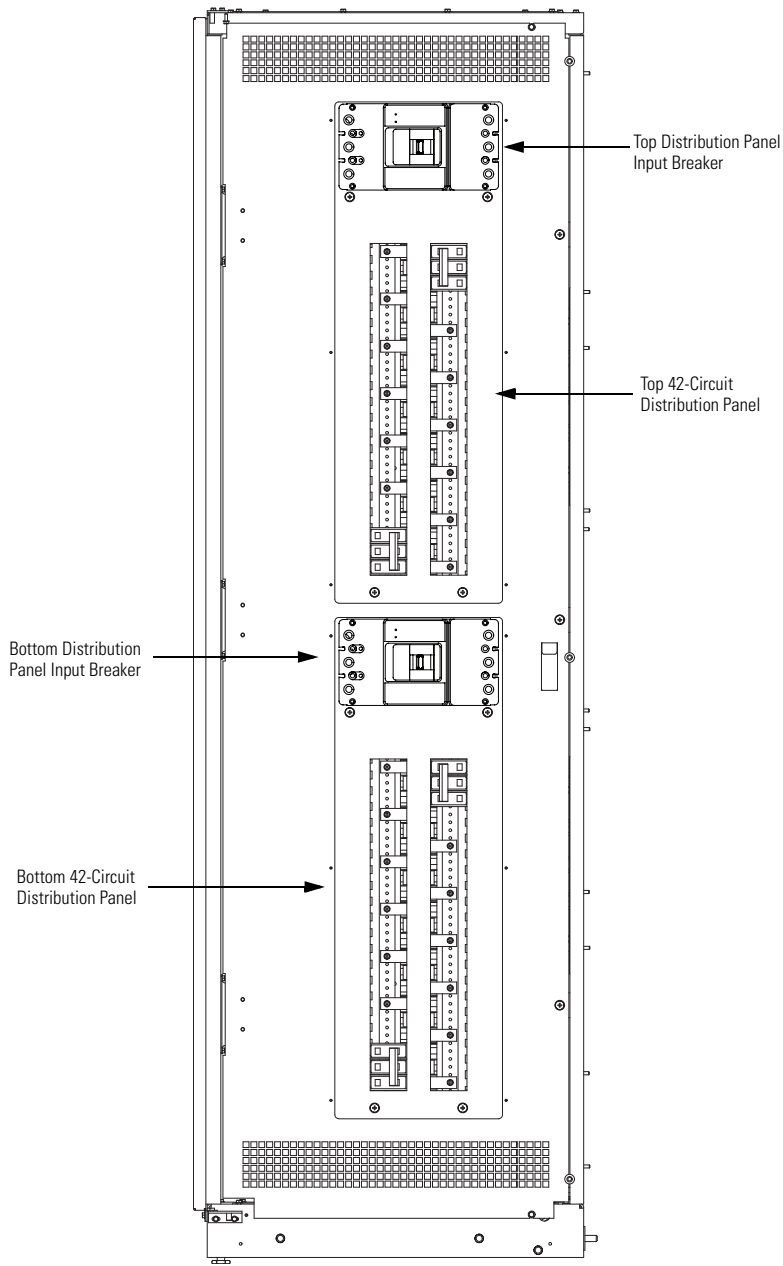 Top Distribution Panel
Input Breaker
Top 42-Circuit
Distribution Panel
Bottom Distribution
Panel Input Breaker
Bottom 42-Circuit
Distribution Panel